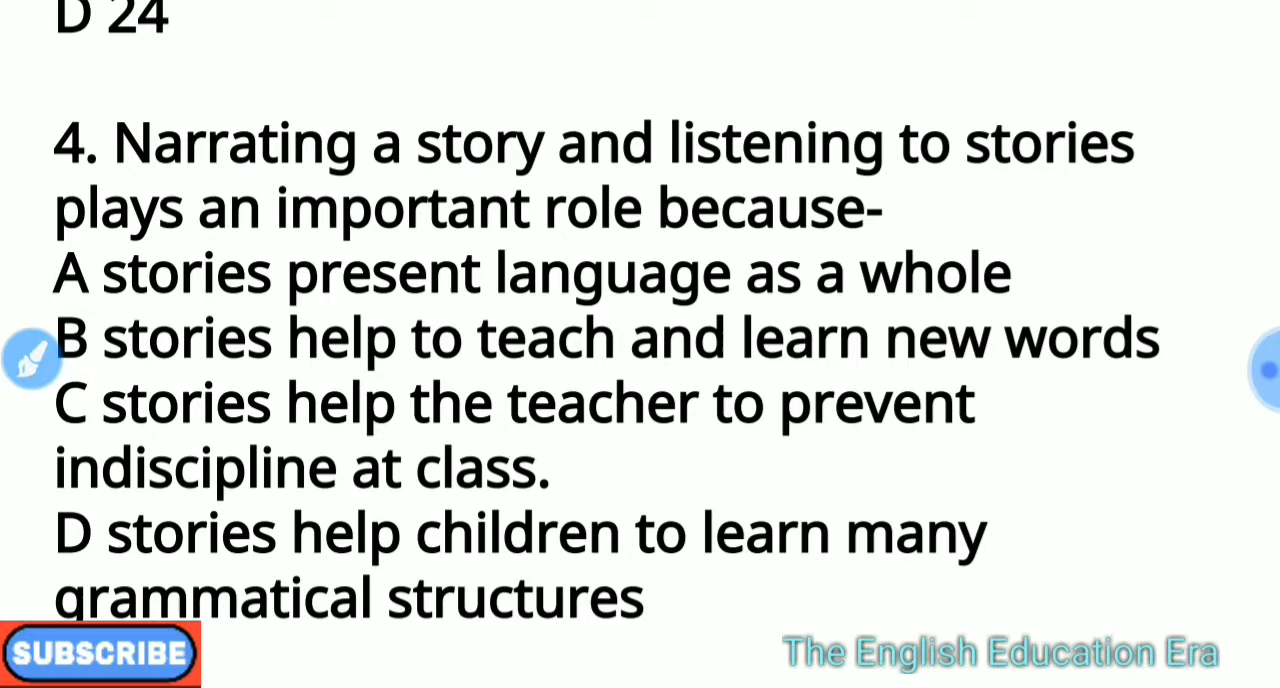 D 24
4. Narrating a story and listening to stories
plays an important role because-
A stories present language as a whole
B stories help to teach and learn new words
C stories help the teacher to prevent
indiscipline at class.
D stories help children to learn many
grammatical structures
SUBSCRIBE
The English Education Era